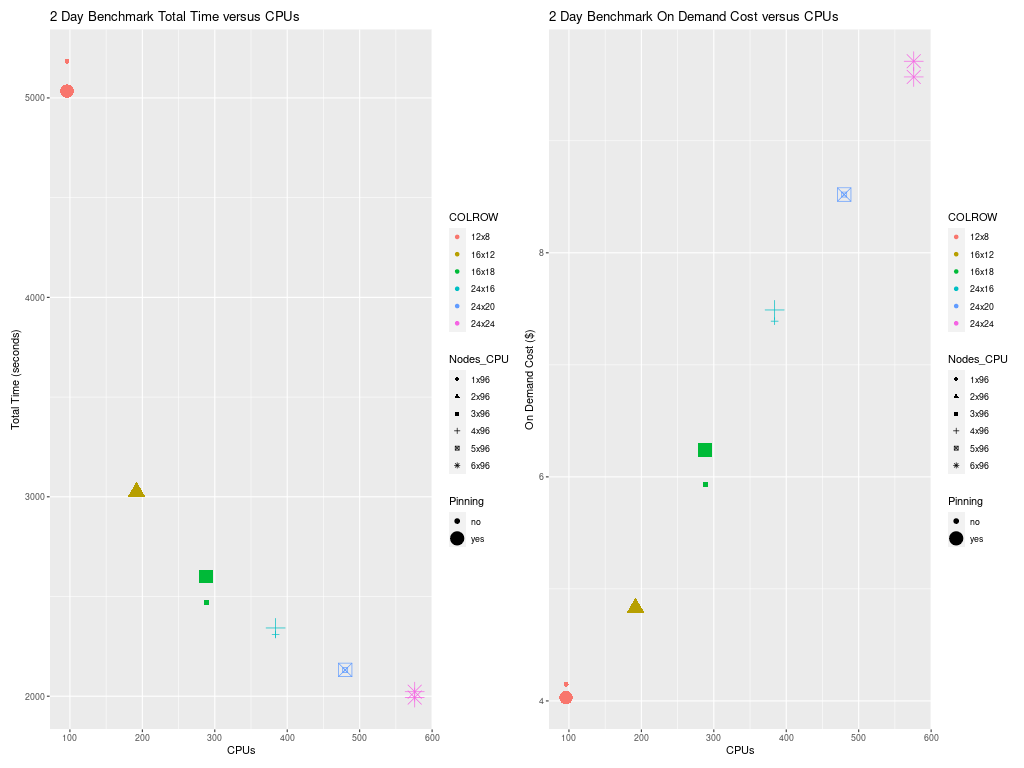 2 Day Benchmark Total Time versus CPUs
Total Time (seconds)
5000
4000
3000
2000
100 200 300 400 500 600
CPUs
COLROW
12x8
16x12
16x18
24x16
24x20
24x24
Nodes_CPU
1x96
2x96
3x96
4x96
5x96
6x96
Pinning
no
yes
2 Day Benchmark On Demand Cost versus CPUs
On Demand Cost ($)
8
6
4
100 200 300 400 500 600
CPUs
COLROW
12x8
16x12
16x18
24x16
24x20
24x24
Nodes_CPU
1x96
2x96
3x96
4x96
5x96
6x96
Pinning
no
yes